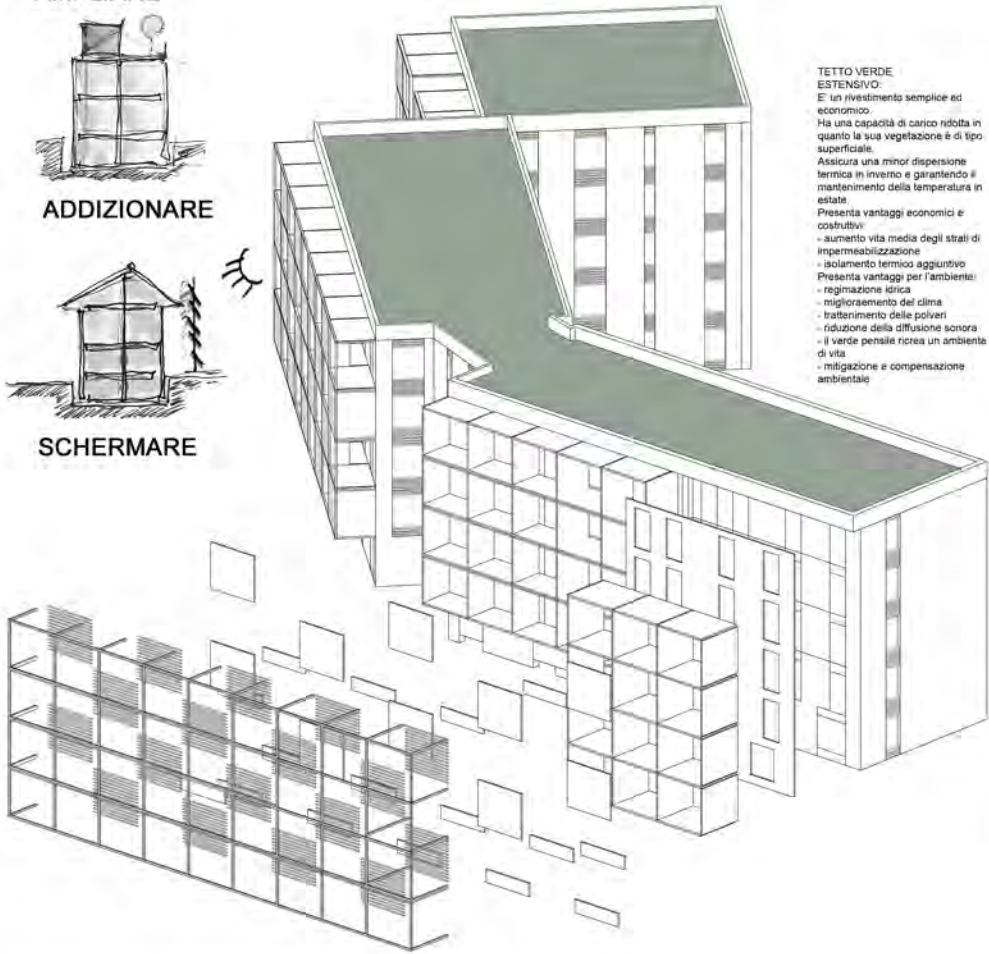 ADDIZIONARE
SCHERMARE
TETTO VERDE
ESTENSIVO:
E' un rivestimento semplice ed
economico.
Ha una capacità di carico ridotta in
quanto la sua vegetazione è di tipo
superficiale.
Assicura una minor dispersione
termica in inverno e garantendo il
mantenimento della temperatura in
estate.
Presenta vantaggi economici e
costruttivi:
- aumento vita media degli strati di
impermeabilizzazione
- isolamento termico aggiuntivo
Presenta vantaggi per l'ambiente:
- regimazione idrica
- miglioraemento del clima
- trattenimento delle polveri
- riduzione della diffusione sonora
- il verde pensile ricrea un ambiente
di vita
- mitigazione e compensazione
ambientale